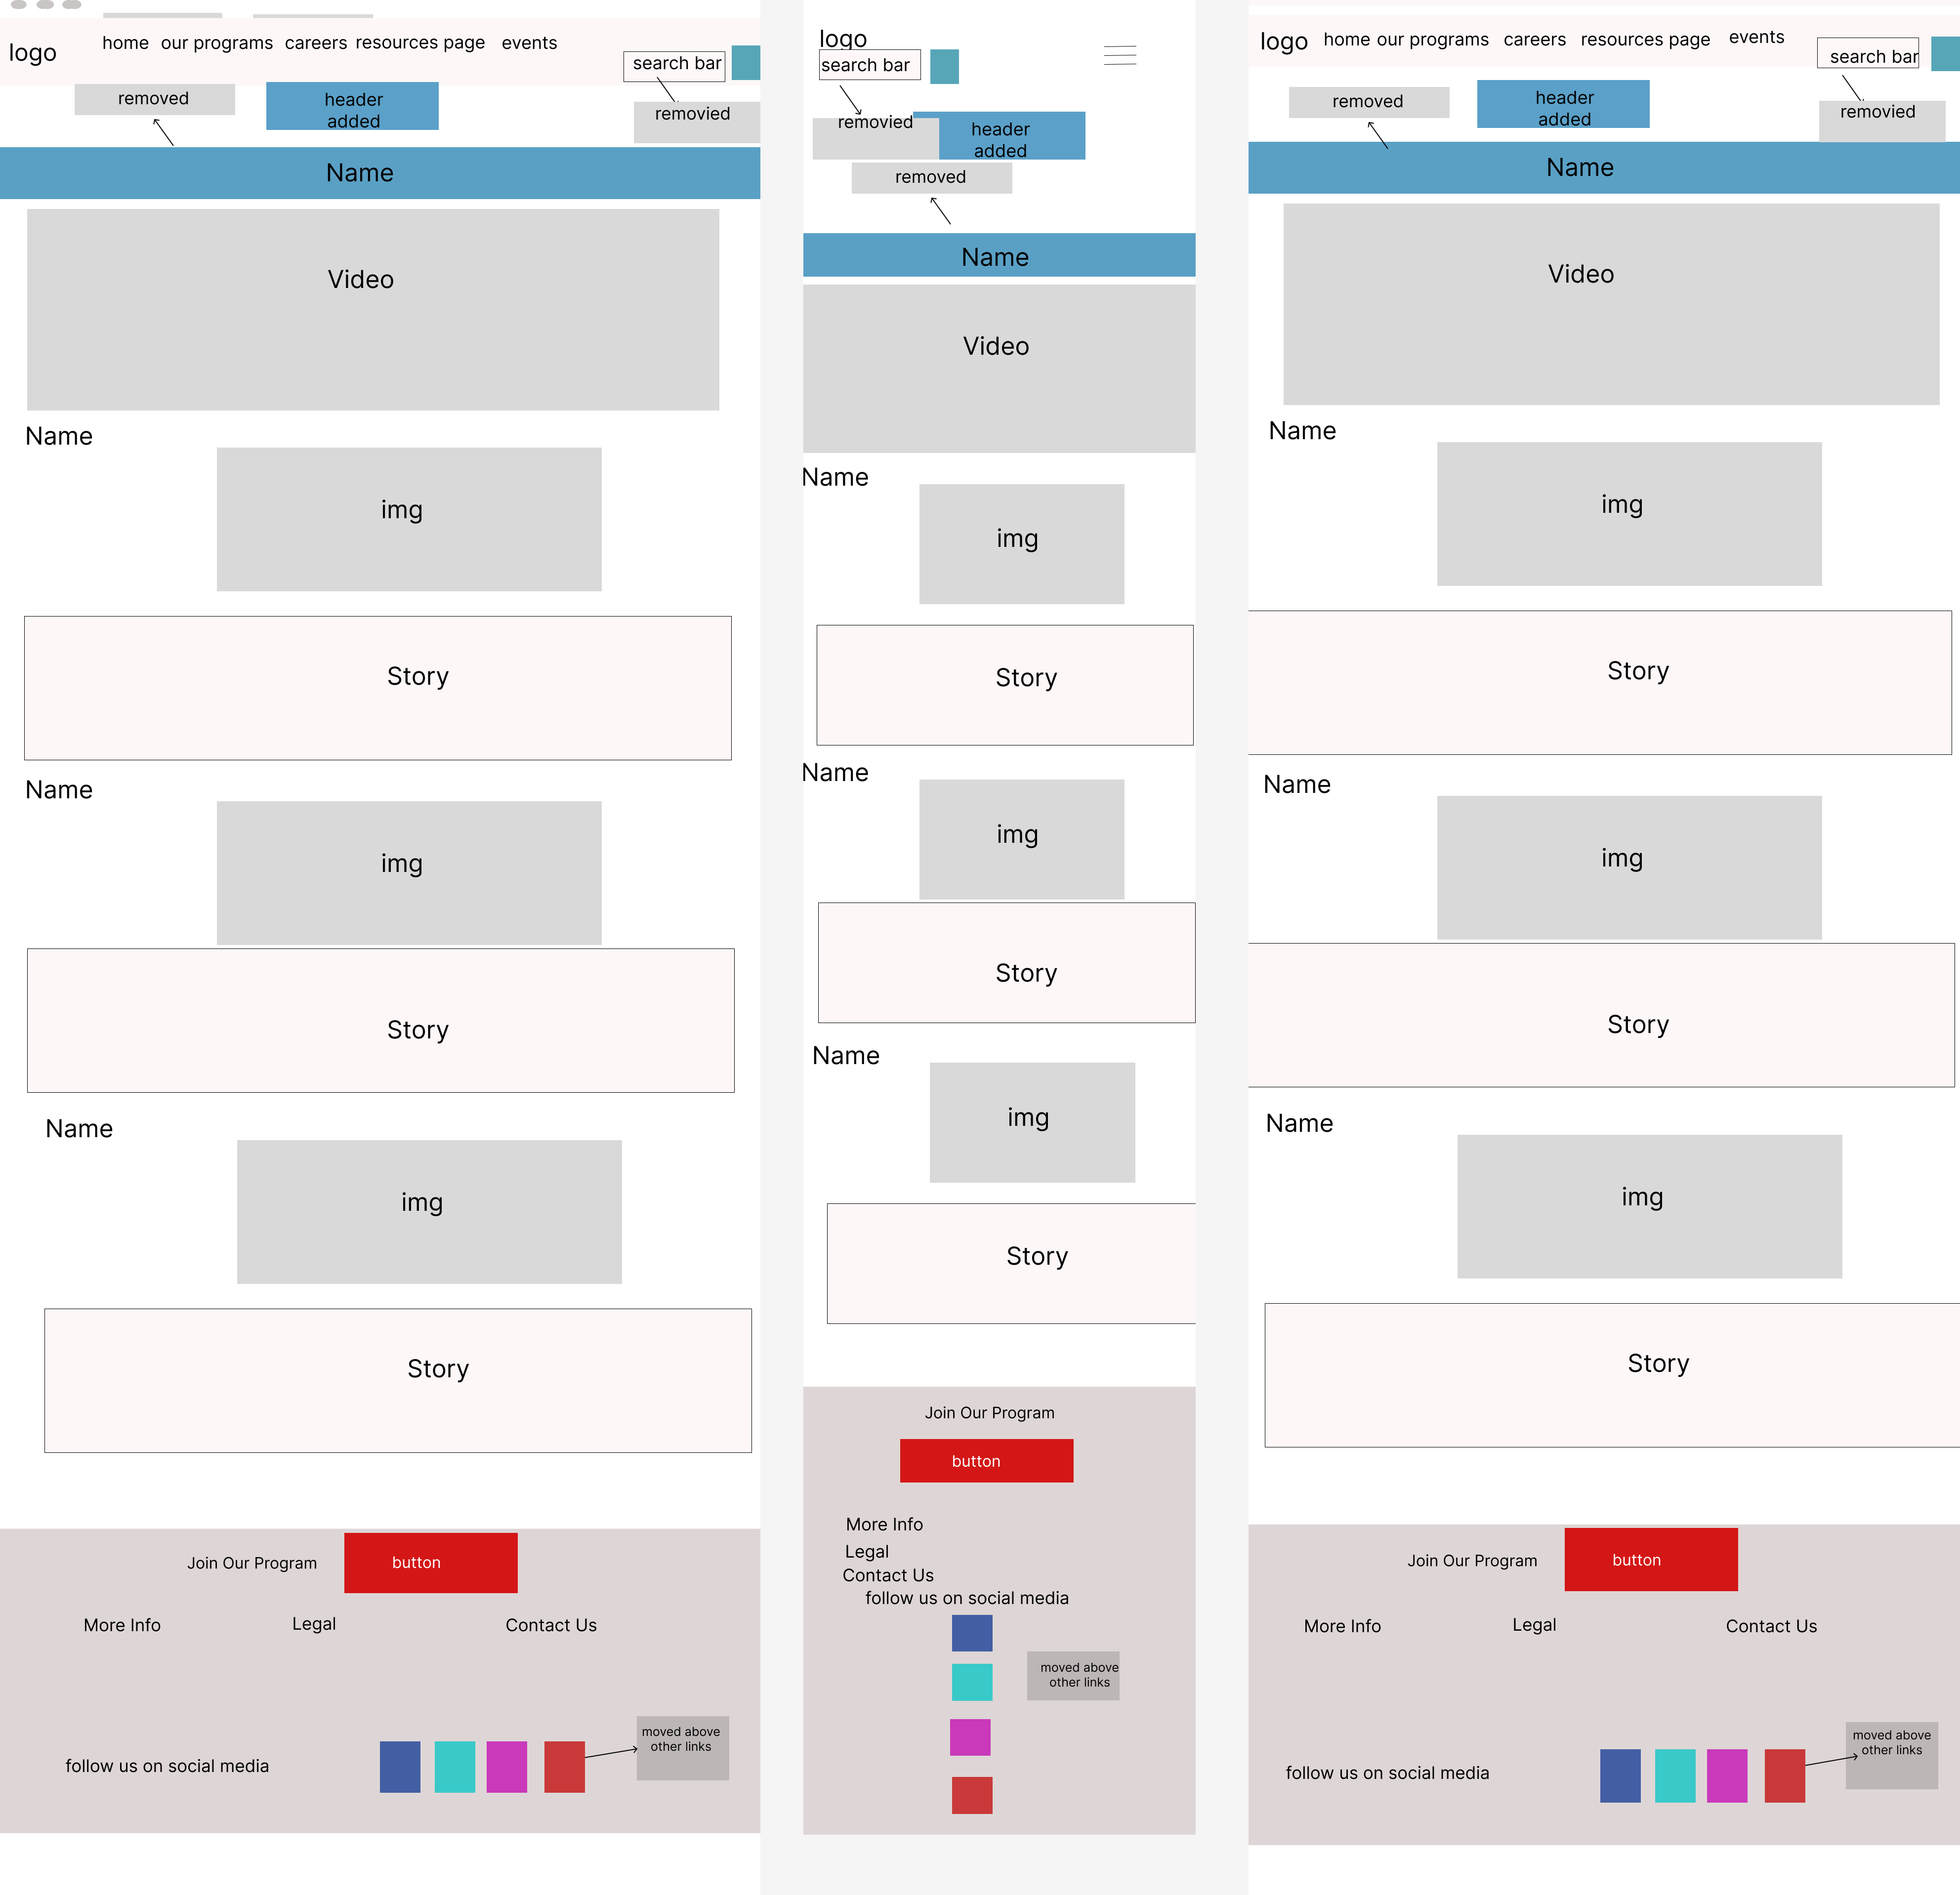 logo
home
our programs
careers
resources page
events
search bar
removed
header
added
removied
Name
Video
Name
img
Story
Name
img
Story
Name
img
Story
Join Our Program
button
More Info
Legal
Contact Us
moved above
other links
follow us on social media
logo
search bar
removied
header
added
removed
Name
Video
Name
img
Story
Name
img
Story
Name
img
Story
Join Our Program
button
More Info
Legal
Contact Us
follow us on social media
moved above
other links
logo
home
our programs
careers
resources page
events
search bar
removed
header
added
removied
Name
Video
Name
img
Story
Name
img
Story
Name
img
Story
Join Our Program
button
More Info
Legal
Contact Us
moved above
other links
follow us on social media